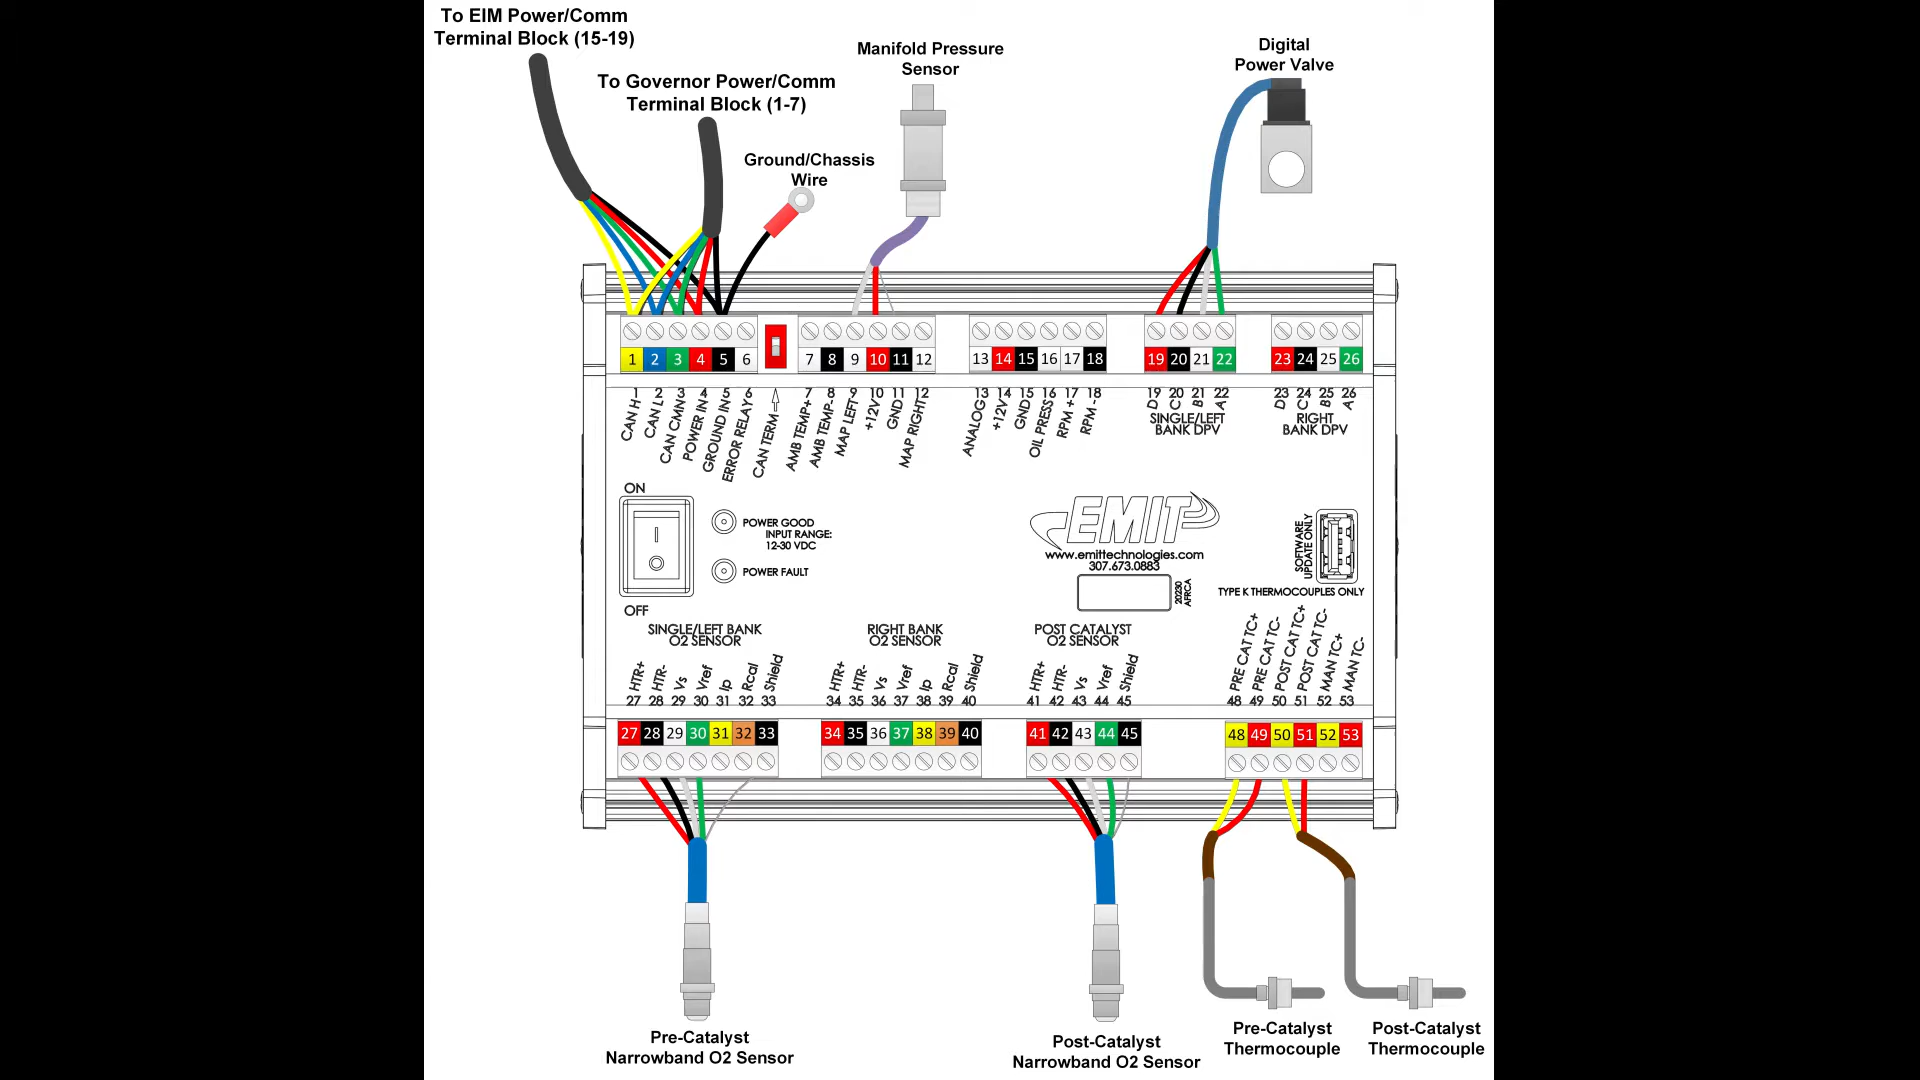 To EIM Power/Comm
Terminal Block (15-19)
To Governor Power/Comm
Terminal Block (1-7)
Ground/Chassis
Wire
Manifold Pressure
Sensor
Digital
Power Valve
1 2 3 4 5 6
7 8 9 10 11 12
13 14 15 16 17 18
19 20 21 22
23 24 25 26
1 2 3 4 5 6
CAN H
CAN L
CAN CMN
POWER IN
GROUND IN
ERROR RELAY
CAN TERM
7 8 9 10 11 12
AMB TEMP+
AMB TEMP-
MAP LEFT
+12V
GND
MAP RIGHT
13 14 15 16 17 18
ANALOG
+12V
GND
OIL PRESS
RPM +
RPM -
19 20 21 22
D C B A
SINGLE/LEFT
BANK DPV
23 24 25 26
D C B A
RIGHT
BANK DPV
ON
OFF
POWER GOOD
INPUT RANGE:
12-30 VDC
POWER FAULT
EMIT
www.emittechnologies.com
307.673.0883
20230
AFRCA
SOFTWARE
UPDATE ONLY
TYPE K THERMOCOUPLES ONLY
SINGLE/LEFT BANK
O2 SENSOR
HTR+
HTR-
Vs
Vref
Ip
Rcal
Shield
27 28 29 30 31 32 33
RIGHT BANK
O2 SENSOR
HTR+
HTR-
Vs
Vref
Ip
Rcal
Shield
34 35 36 37 38 39 40
POST CATALYST
O2 SENSOR
HTR+
HTR-
Vs
Vref
Shield
41 42 43 44 45
PRE CAT TC+
PRE CAT TC-
POST CAT TC+
POST CAT TC-
MAN TC+
MAN TC-
48 49 50 51 52 53
27 28 29 30 31 32 33
34 35 36 37 38 39 40
41 42 43 44 45
48 49 50 51 52 53
Pre-Catalyst
Narrowband O2 Sensor
Post-Catalyst
Narrowband O2 Sensor
Pre-Catalyst
Thermocouple
Post-Catalyst
Thermocouple